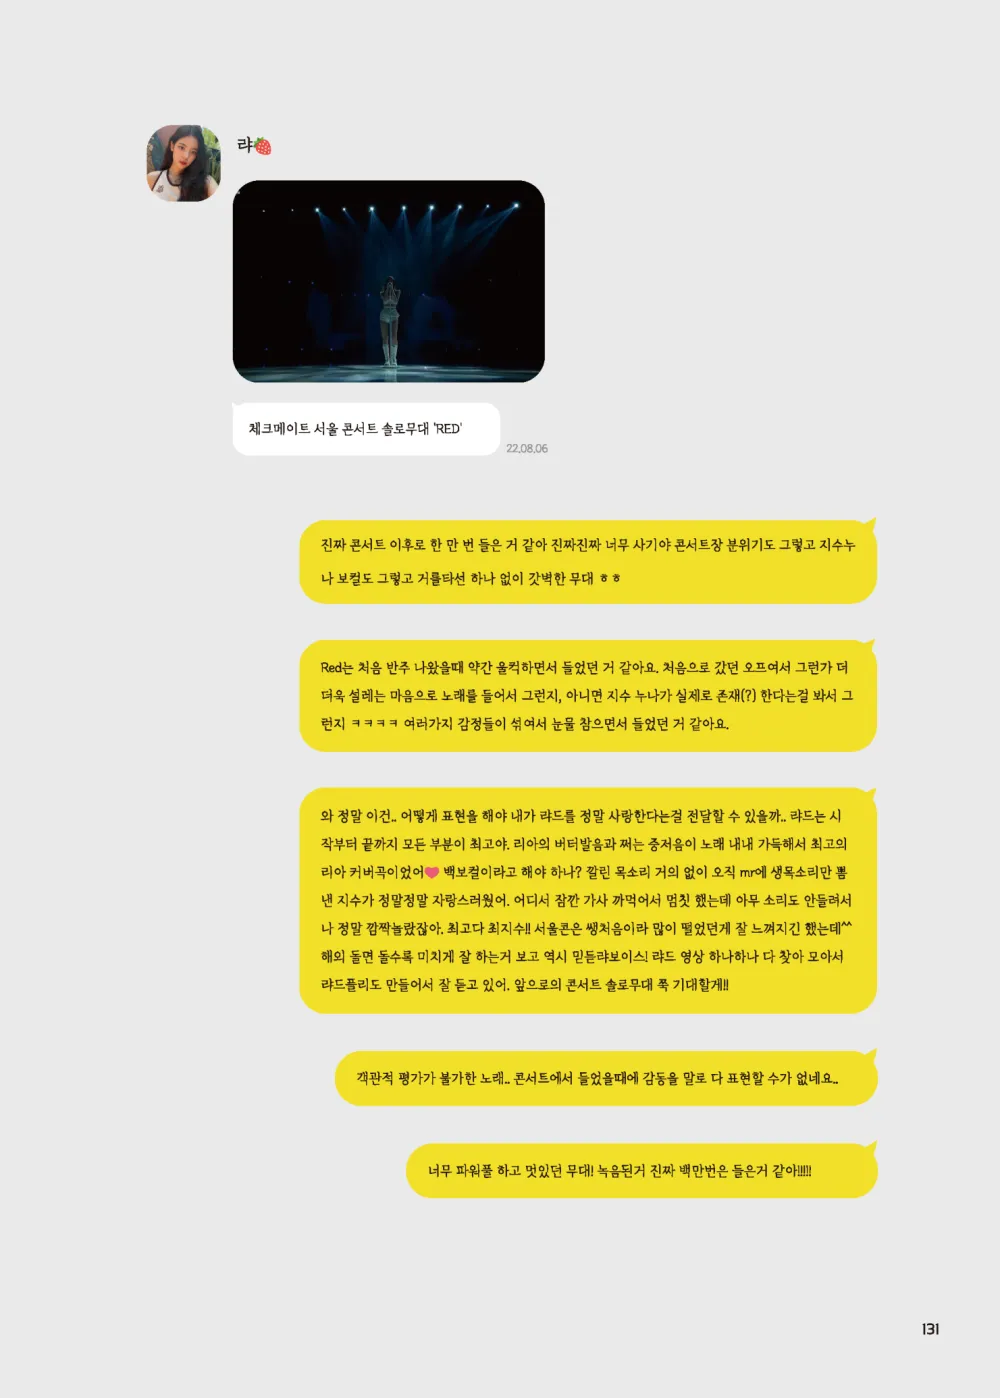 랴🍓
체크메이트 서울 콘서트 솔로무대 'RED'
22.08.06
진짜 콘서트 이후로 한 만 번 들은 거 같아 진짜진짜 너무 사기야 콘서트장 분위기도 그렇고 지수누
나 보컬도 그렇고 거를타선 하나 없이 갓벽한 무대 ㅎㅎ
Red는 처음 반주 나왔을때 약간 울컥하면서 들었던 거 같아요. 처음으로 갔던 오프여서 그런가 더
더욱 설레는 마음으로 노래를 들어서 그런지, 아니면 지수 누나가 실제로 존재(?) 한다는걸 봐서 그
런지 ㅋㅋㅋㅋ 여러가지 감정들이 섞여서 눈물 참으면서 들었던 거 같아요.
와 정말 이건.. 어떻게 표현을 해야 내가 랴드를 정말 사랑한다는걸 전달할 수 있을까.. 랴드는 시
작부터 끝까지 모든 부분이 최고야. 리아의 버터발음과 쩌는 중저음이 노래 내내 가득해서 최고의
리아 커버곡이었어❤ 백보컬이라고 해야 하나? 깔린 목소리 거의 없이 오직 mr에 생목소리만 뽐
낸 지수가 정말정말 자랑스러웠어. 어디서 잠깐 가사 까먹어서 멈칫 했는데 아무 소리도 안들려서
나 정말 깜짝놀랐잖아. 최고다 최지수!! 서울콘은 쌩처음이라 많이 떨었던게 잘 느껴지긴 했는데^^
해외 돌면 돌수록 미치게 잘 하는거 보고 역시 믿듣랴보이스! 랴드 영상 하나하나 다 찾아 모아서
랴드플리도 만들어서 잘 듣고 있어. 앞으로의 콘서트 솔로무대 쭉 기대할게!!
객관적 평가가 불가한 노래.. 콘서트에서 들었을때에 감동을 말로 다 표현할 수가 없네요..
너무 파워풀 하고 멋있던 무대! 녹음된거 진짜 백만번은 들은거 같아!!!!!
131